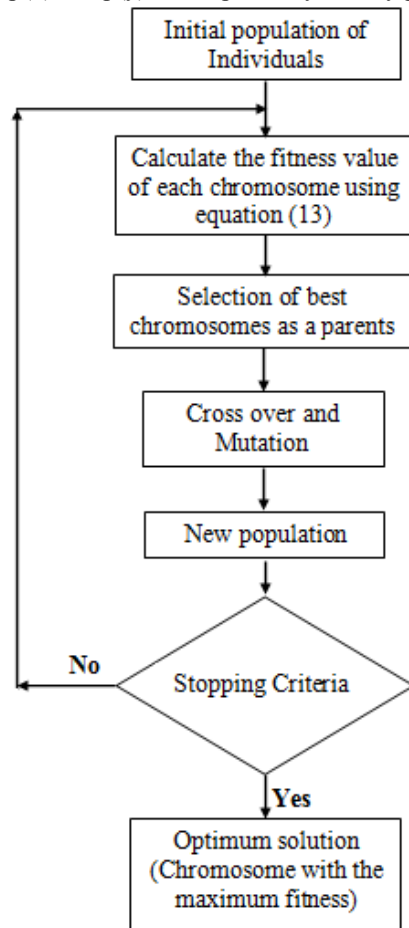 Initial population of
Individuals
Calculate the fitness value
of each chromosome using
equation (13)
Selection of best
chromosomes as a parents
Cross over and
Mutation
New population
No
Stopping Criteria
Yes
Optimum solution
(Chromosome with the
maximum fitness)